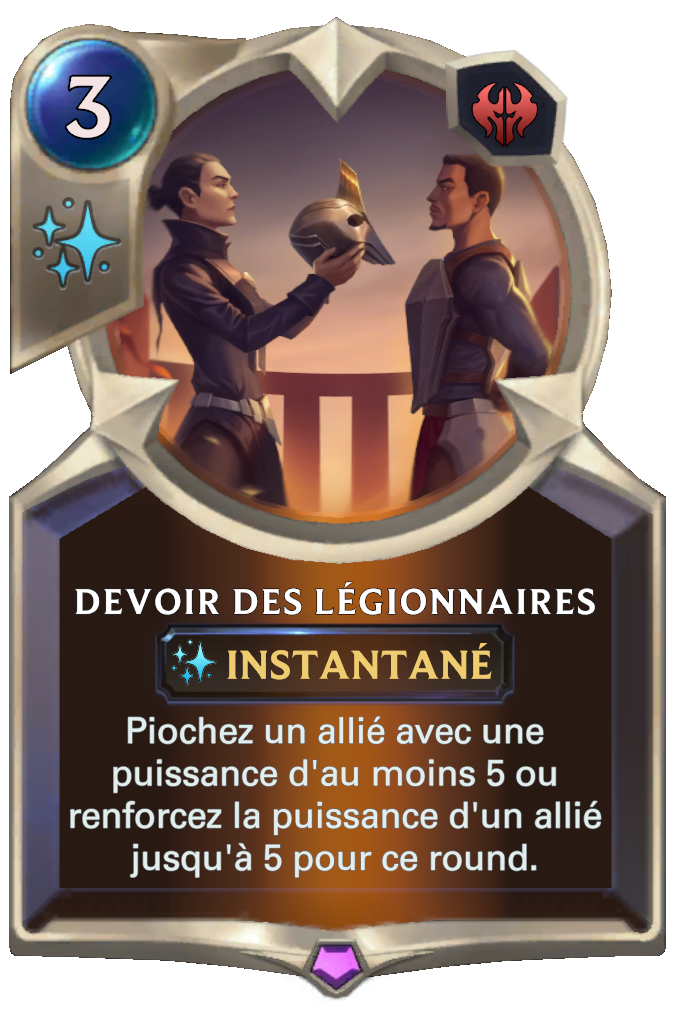 3
DEVOIR DES LÉGIONNAIRES
INSTANTANÉ
Piochez un allié avec une
puissance d'au moins 5 ou
renforcez la puissance d'un allié
jusqu'à 5 pour ce round.